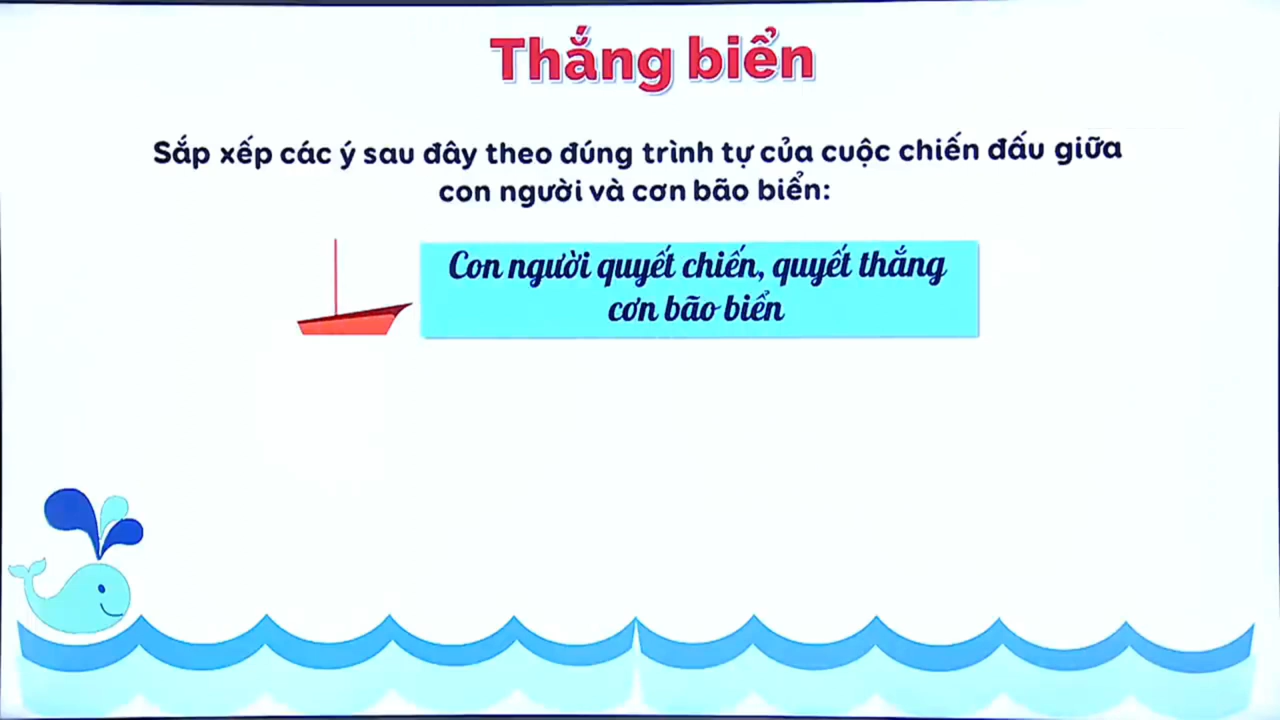 Thắng biển
Sắp xếp các ý sau đây theo đúng trình tự của cuộc chiến đấu giữa
con người và cơn bão biển:
Con người quyết chiến, quyết thắng
cơn bão biển